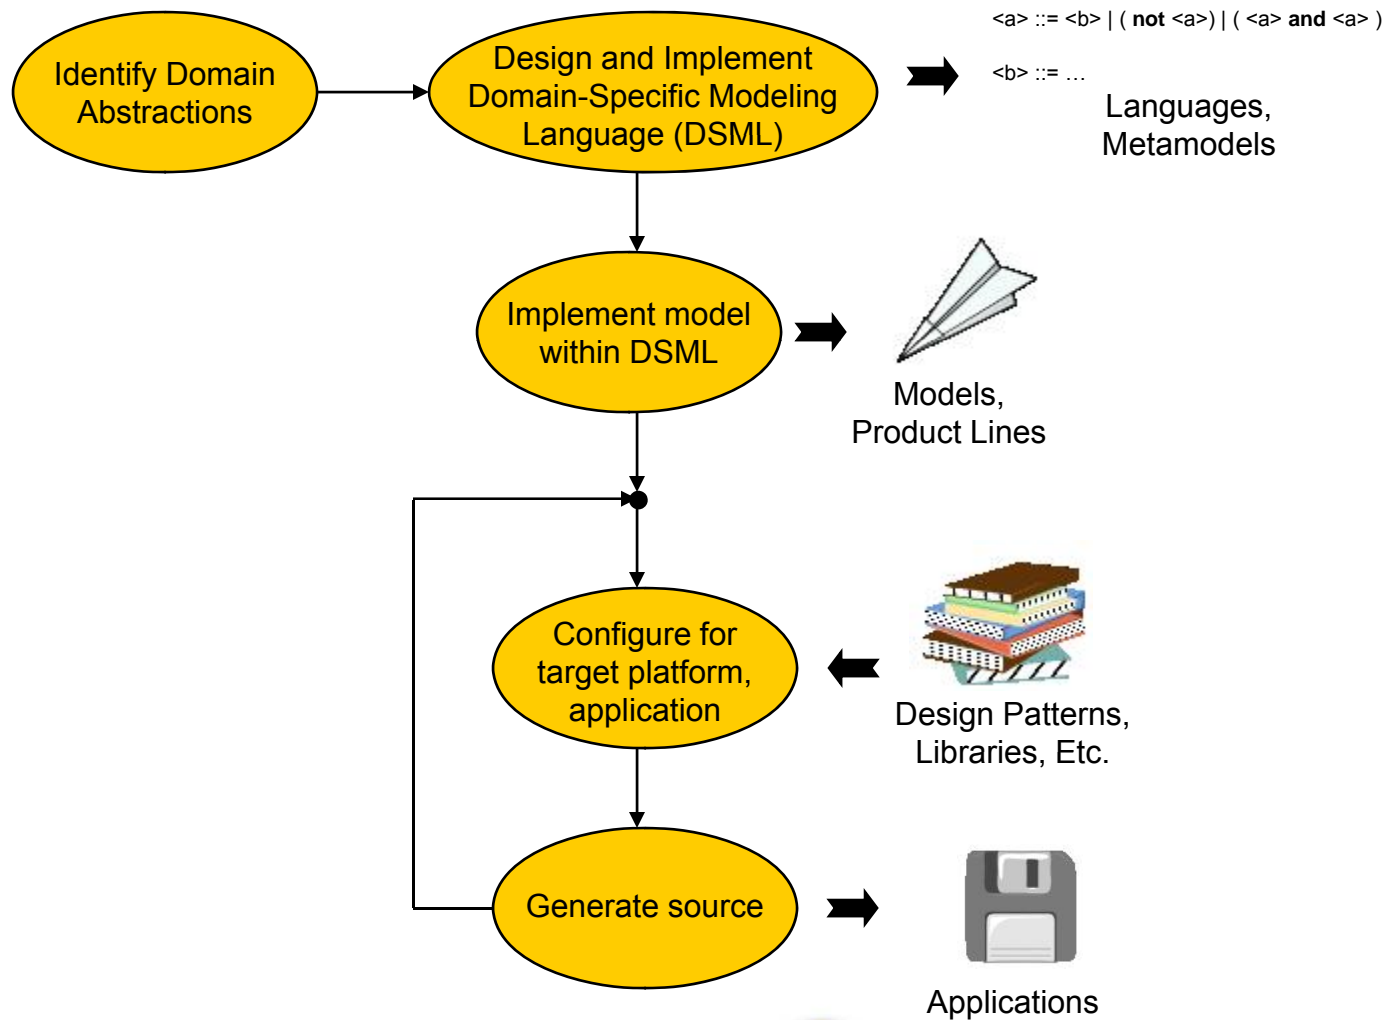 Identify Domain
Abstractions
Design and Implement
Domain-Specific Modeling
Language (DSML)
<a> ::= <b> | ( not <a>) | ( <a> and <a> )
<b> ::= …
Languages,
Metamodels
Implement model
within DSML
Models,
Product Lines
Configure for
target platform,
application
Design Patterns,
Libraries, Etc.
Generate source
Applications